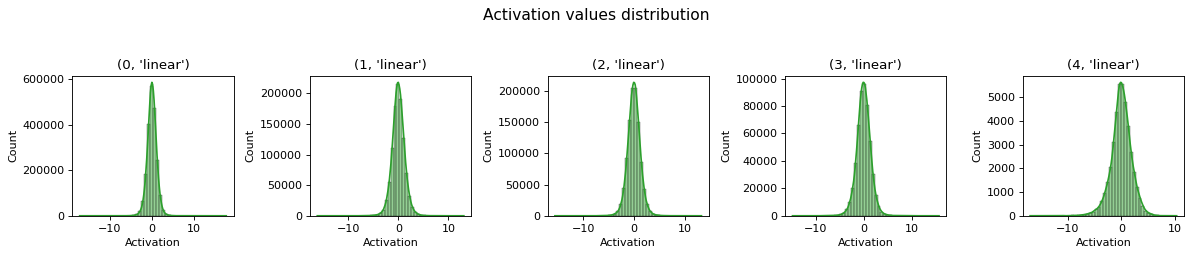 Activation values distribution
(0, 'linear')
600000
400000
200000
0
Count
−10
0
10
Activation
(1, 'linear')
200000
150000
100000
50000
0
Count
−10
0
10
Activation
(2, 'linear')
200000
150000
100000
50000
0
Count
−10
0
10
Activation
(3, 'linear')
100000
80000
60000
40000
20000
0
Count
−10
0
10
Activation
(4, 'linear')
5000
4000
3000
2000
1000
0
Count
−10
0
10
Activation